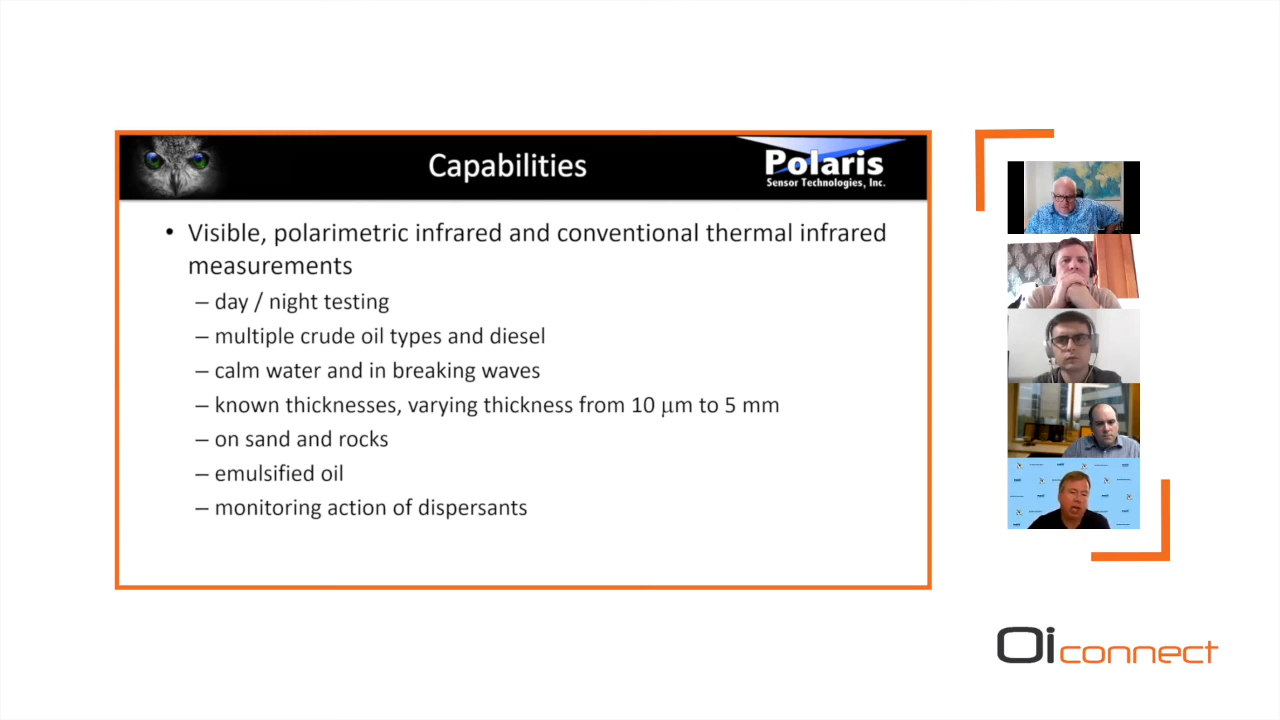 Capabilities
Polaris
Sensor Technologies, Inc.
• Visible, polarimetric infrared and conventional thermal infrared
measurements
– day / night testing
– multiple crude oil types and diesel
– calm water and in breaking waves
– known thicknesses, varying thickness from 10 μm to 5 mm
– on sand and rocks
– emulsified oil
– monitoring action of dispersants
Oi connect